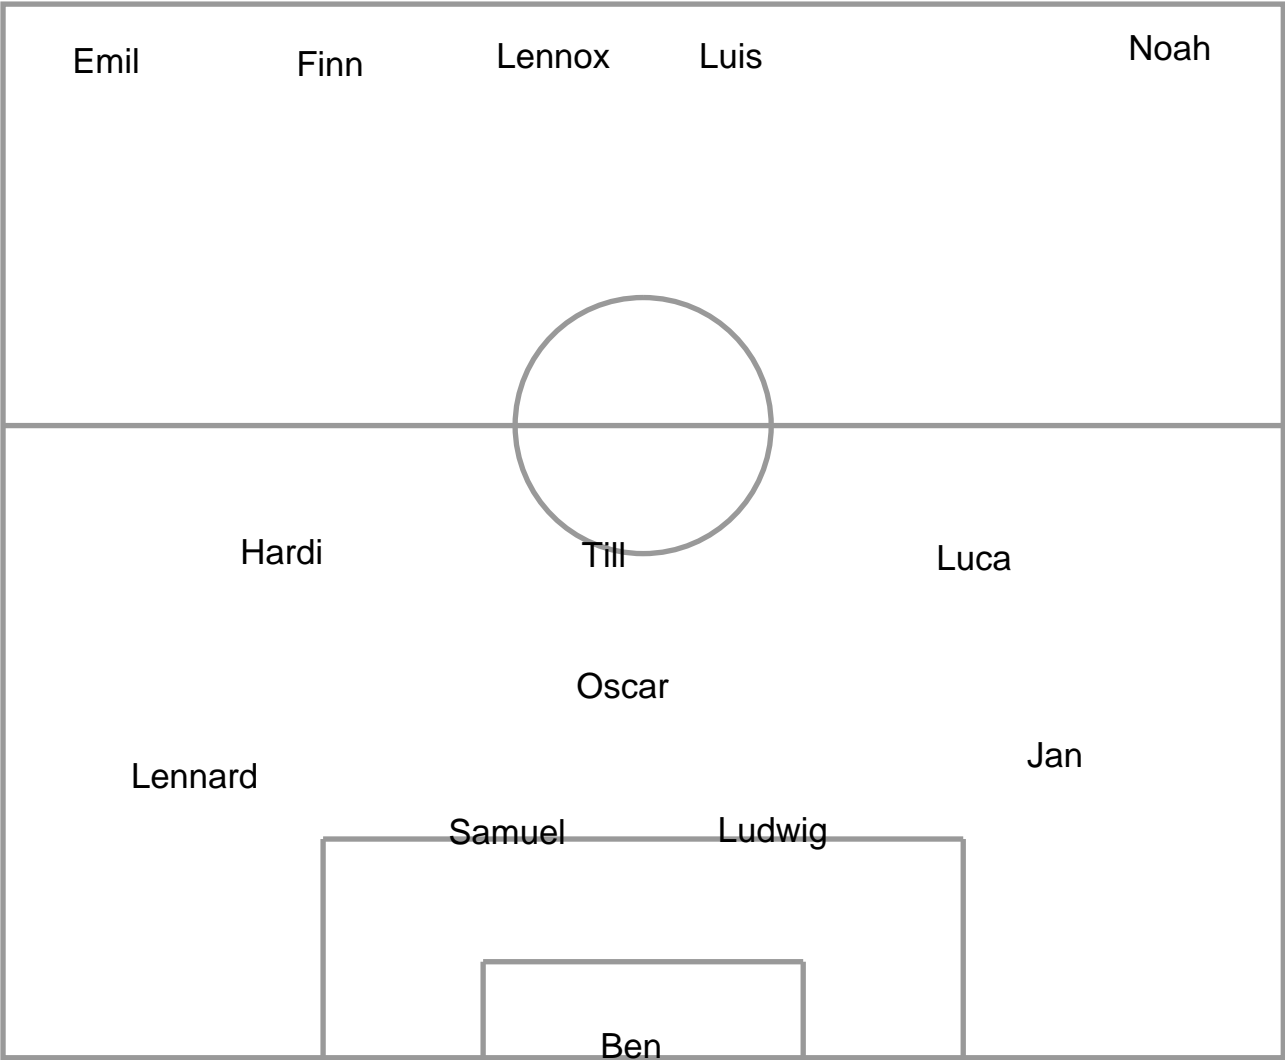 Emil Finn Lennox Luis Noah
Hardi Till Luca
Oscar
Lennard Jan
Samuel Ludwig
Ben